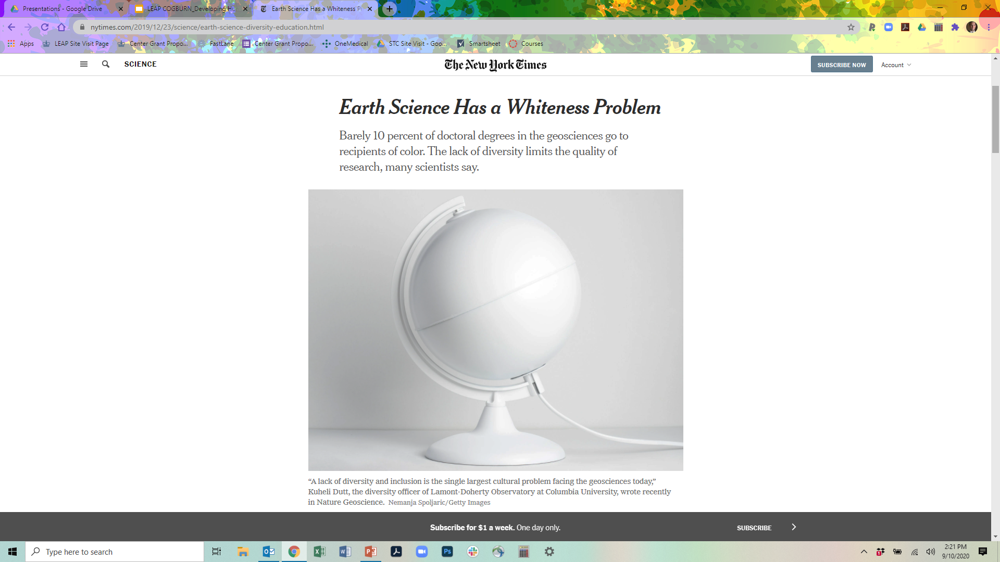 Presentations - Google Drive
LEAP COGBURN_Developing Hu
Earth Science Has a Whiteness P
nytimes.com/2019/12/23/science/earth-science-diversity-education.html
Apps
LEAP Site Visit Page
Center Grant Propo...
FastLane
Center Grant Propo...
OneMedical
STC Site Visit - Goo...
Smartsheet
Courses
SCIENCE
The New York Times
SUBSCRIBE NOW
Account
Earth Science Has a Whiteness Problem
Barely 10 percent of doctoral degrees in the geosciences go to
recipients of color. The lack of diversity limits the quality of
research, many scientists say.
“A lack of diversity and inclusion is the single largest cultural problem facing the geosciences today,”
Kuheli Dutt, the diversity officer of Lamont-Doherty Observatory at Columbia University, wrote recently
in Nature Geoscience. Nemanja Spoljaric/Getty Images
Subscribe for $1 a week. One day only.
SUBSCRIBE
Type here to search
2:21 PM
9/10/2020